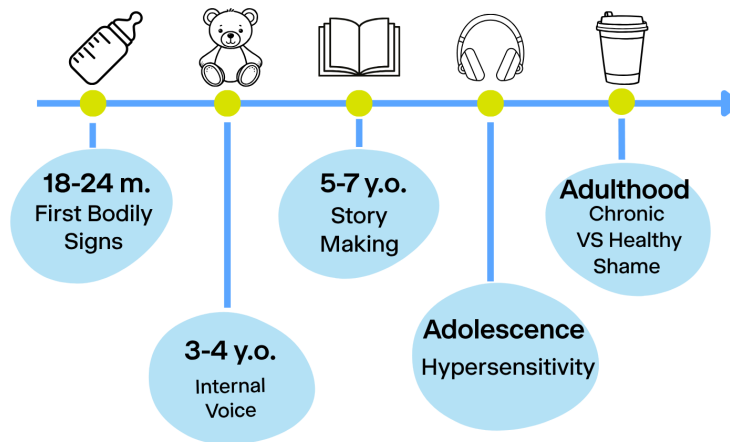 18-24 m.
First Bodily
Signs
3-4 y.o.
Internal
Voice
5-7 y.o.
Story
Making
Adolescence
Hypersensitivity
Adulthood
Chronic
VS Healthy
Shame